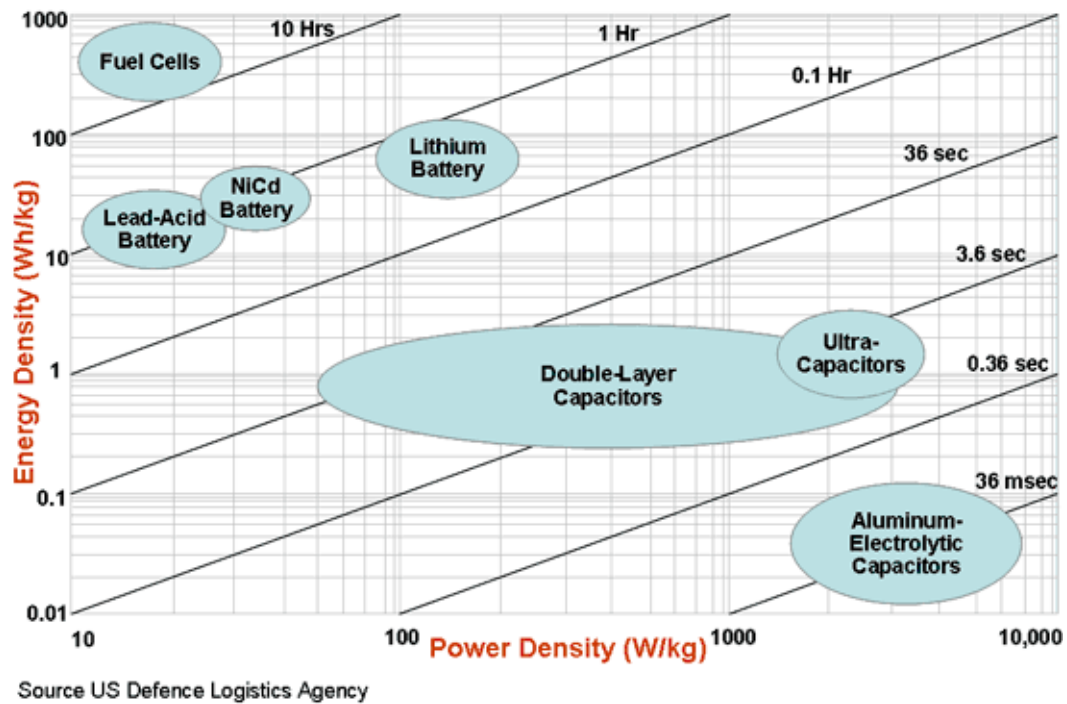 1000
10 Hrs
1 Hr
Fuel Cells
0.1 Hr
100
Lithium
Battery
36 sec
NiCd
Battery
Lead-Acid
Battery
10
3.6 sec
Energy Density (Wh/kg)
Ultra-
Capacitors
0.36 sec
1
Double-Layer
Capacitors
36 msec
0.1
Aluminum-
Electrolytic
Capacitors
0.01
10
100
1000
10,000
Power Density (W/kg)
Source US Defence Logistics Agency